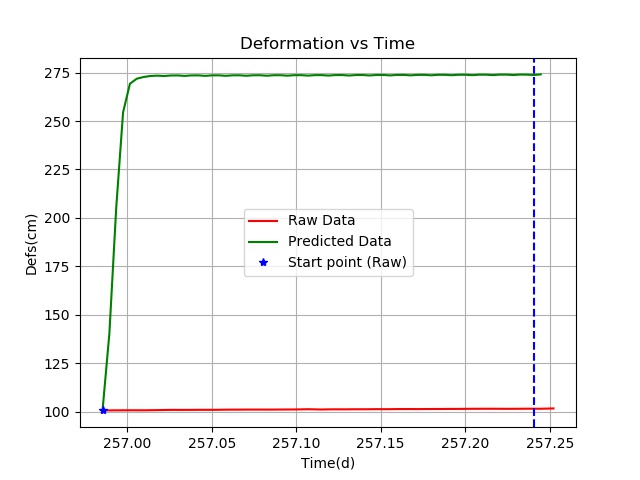 Deformation vs Time
Defs(cm)
275
250
225
200
175
150
125
100
Raw Data
Predicted Data
Start point (Raw)
257.00 257.05 257.10 257.15 257.20 257.25
Time(d)